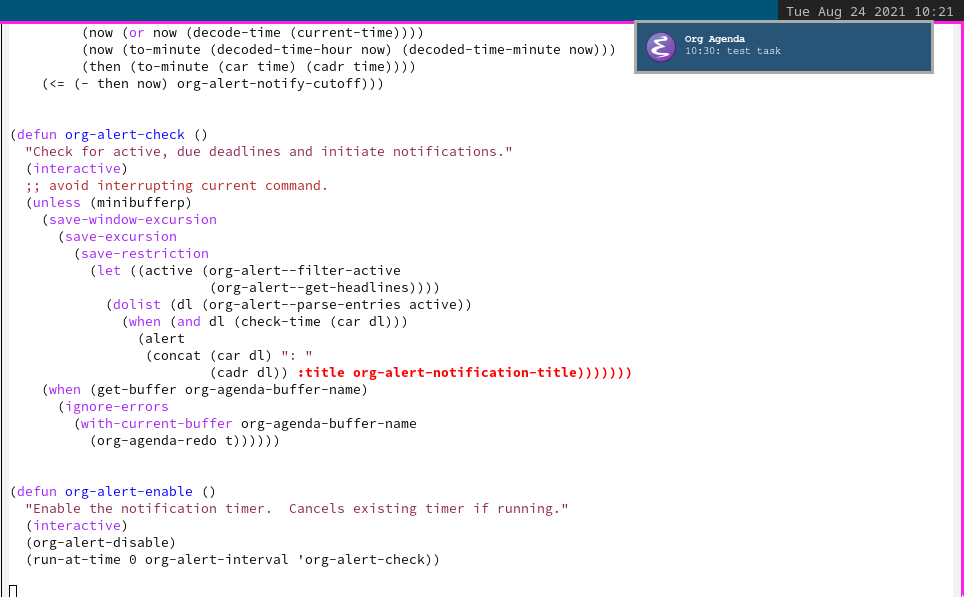 Tue Aug 24 2021 10:21
Org Agenda
10:30: test task
(now (or now (decode-time (current-time))))
(now (to-minute (decoded-time-hour now) (decoded-time-minute now)))
(then (to-minute (car time) (cadr time))))
(<= (- then now) org-alert-notify-cutoff)))
(defun org-alert-check ()
"Check for active, due deadlines and initiate notifications."
(interactive)
;; avoid interrupting current command.
(unless (minibufferp)
(save-window-excursion
(save-excursion
(save-restriction
(let ((active (org-alert--filter-active
(org-alert--get-headlines))))
(dolist (dl (org-alert--parse-entries active))
(when (and dl (check-time (car dl)))
(alert
(concat (car dl) ": "
(cadr dl)) :title org-alert-notification-title)))))))
(when (get-buffer org-agenda-buffer-name)
(ignore-errors
(with-current-buffer org-agenda-buffer-name
(org-agenda-redo t))))))
(defun org-alert-enable ()
"Enable the notification timer.  Cancels existing timer if running."
(interactive)
(org-alert-disable)
(run-at-time 0 org-alert-interval 'org-alert-check))